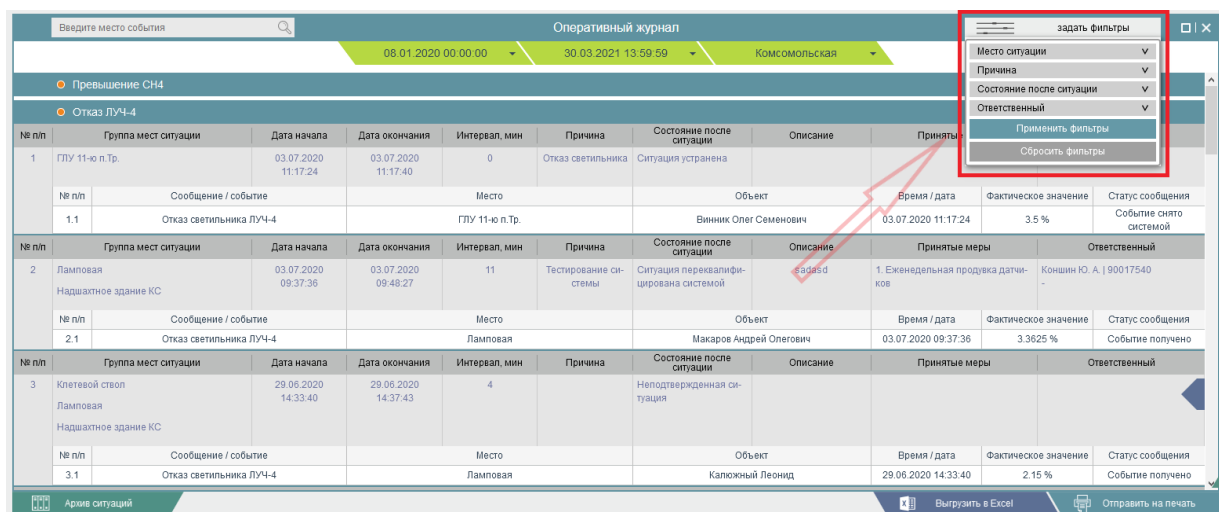 Введите место события
Оперативный журнал
задать фильтры
08.01.2020 00:00:00
30.03.2021 13:59:59
Комсомольская
Место ситуации
Причина
Состояние после ситуации
Ответственный
Применить фильтры
Сбросить фильтры
Превышение СН4
Отказ ЛУЧ-4
№ п/п Группа мест ситуации Дата начала Дата окончания Интервал, мин Причина Состояние после ситуации Описание Принятые
1 ГЛУ 11-ю п.Тр. 03.07.2020 11:17:24 03.07.2020 11:17:40 0 Отказ светильника Ситуация устранена
№ п/п Сообщение / событие Место Объект Время / дата Фактическое значение Статус сообщения
1.1 Отказ светильника ЛУЧ-4 ГЛУ 11-ю п.Тр. Винник Олег Семенович 03.07.2020 11:17:24 3.5 % Событие снято системой
№ п/п Группа мест ситуации Дата начала Дата окончания Интервал, мин Причина Состояние после ситуации Описание Принятые меры Ответственный
2 Ламповая 03.07.2020 09:37:36 03.07.2020 09:48:27 11 Тестирование си-стемы Ситуация переквалифи-цирована системой sadasd 1. Еженедельная продувка датчи-ков Коншин Ю. А. | 90017540 -
Надшахтное здание КС
№ п/п Сообщение / событие Место Объект Время / дата Фактическое значение Статус сообщения
2.1 Отказ светильника ЛУЧ-4 Ламповая Макаров Андрей Олегович 03.07.2020 09:37:36 3.3625 % Событие получено
№ п/п Группа мест ситуации Дата начала Дата окончания Интервал, мин Причина Состояние после ситуации Описание Принятые меры Ответственный
3 Клетевой ствол 29.06.2020 14:33:40 29.06.2020 14:37:43 4 Неподтвержденная си-туация
Ламповая
Надшахтное здание КС
№ п/п Сообщение / событие Место Объект Время / дата Фактическое значение Статус сообщения
3.1 Отказ светильника ЛУЧ-4 Ламповая Калюжный Леонид 29.06.2020 14:33:40 2.15 % Событие получено
Архив ситуаций
Выгрузить в Excel
Отправить на печать